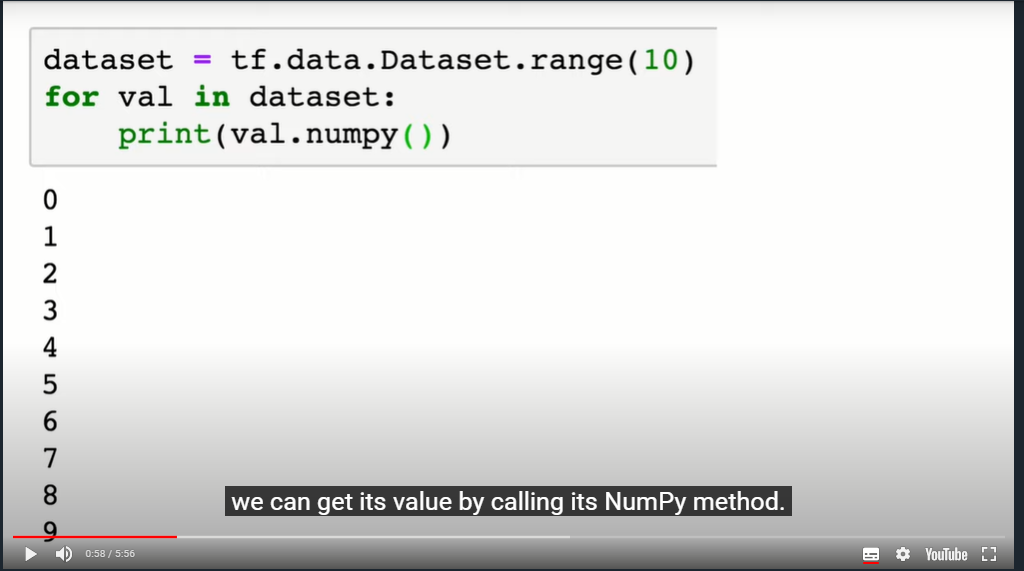 dataset = tf.data.Dataset.range(10)
for val in dataset:
    print(val.numpy())
0
1
2
3
4
5
6
7
8
9
we can get its value by calling its NumPy method.
0:58 / 5:56
YouTube